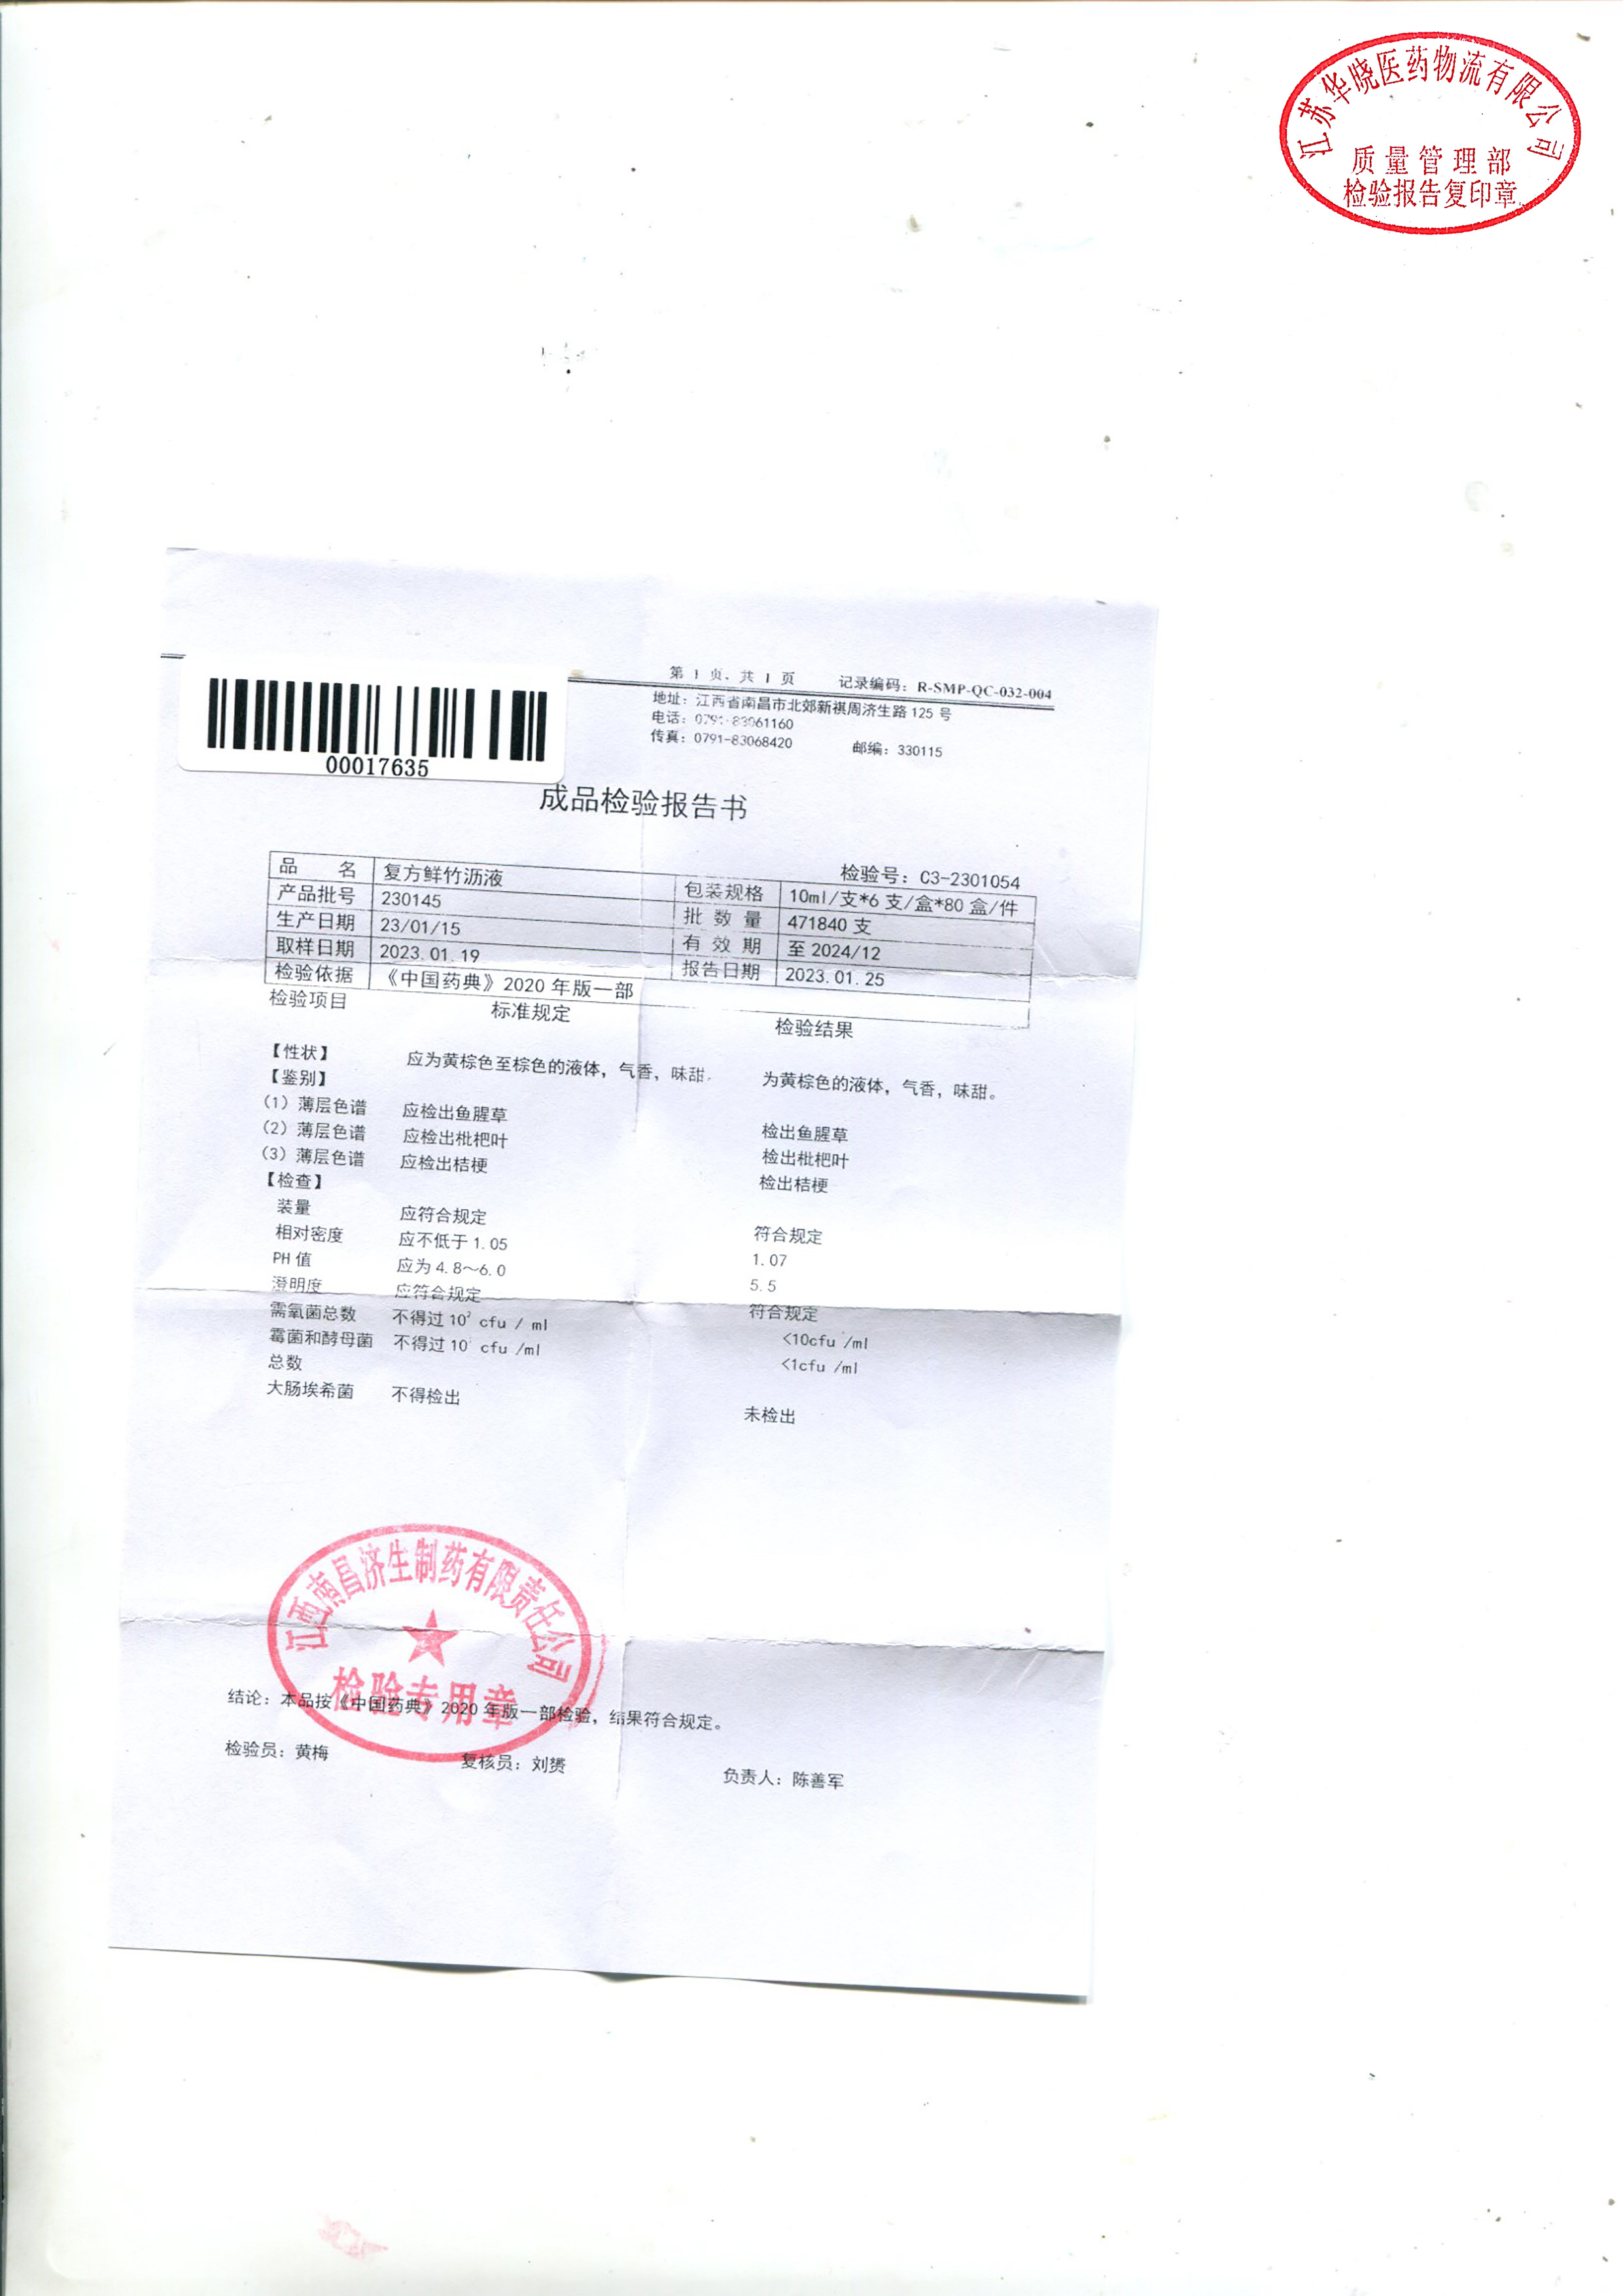 江苏华晓医药物流有限公司
质量管理部
检验报告复印章
第 1 页、共 1 页 记录编码：R-SMP-QC-032-004
地址：江西省南昌市北郊新祺周济生路 125 号
电话：0791-83061160
传真：0791-83068420 邮编：330115
00017635
成品检验报告书
检验号：C3-2301054
品 名 复方鲜竹沥液 包装规格 10ml/支*6 支/盒*80 盒/件
产品批号 230145 批 数 量 471840 支
生产日期 23/01/15 有 效 期 至 2024/12
取样日期 2023.01.19 报告日期 2023.01.25
检验依据 《中国药典》2020 年版一部
检验项目 标准规定 检验结果
【性状】 应为黄棕色至棕色的液体，气香，味甜。 为黄棕色的液体，气香，味甜。
【鉴别】
（1）薄层色谱 应检出鱼腥草 检出鱼腥草
（2）薄层色谱 应检出枇杷叶 检出枇杷叶
（3）薄层色谱 应检出桔梗 检出桔梗
【检查】
装量 应符合规定 符合规定
相对密度 应不低于 1.05 1.07
PH 值 应为 4.8～6.0 5.5
澄明度 应符合规定 符合规定
需氧菌总数 不得过 10² cfu / ml <10cfu /ml
霉菌和酵母菌 不得过 10 cfu /ml <1cfu /ml
总数
大肠埃希菌 不得检出 未检出
江西南昌济生制药有限责任公司
检验专用章
结论：本品按《中国药典》2020 年版一部检验，结果符合规定。
检验员：黄梅 复核员：刘赟 负责人：陈善军